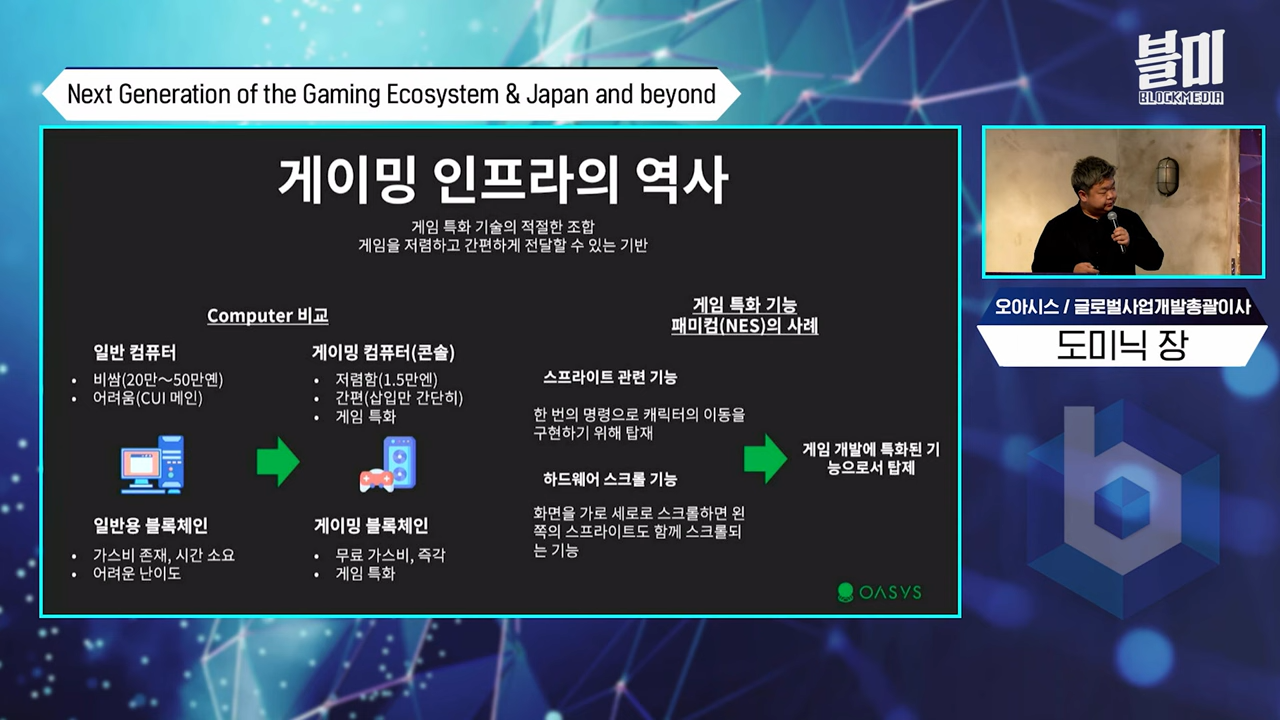 Next Generation of the Gaming Ecosystem & Japan and beyond
블미
BLOCKMEDIA
게이밍 인프라의 역사
게임 특화 기술의 적절한 조합
게임을 저렴하고 간편하게 전달할 수 있는 기반
Computer 비교
일반 컴퓨터
• 비쌈(20만～50만옌)
• 어려움(CUI 메인)
게이밍 컴퓨터(콘솔)
• 저렴함(1.5만엔)
• 간편(삽입만 간단히)
• 게임 특화
일반용 블록체인
• 가스비 존재, 시간 소요
• 어려운 난이도
게이밍 블록체인
• 무료 가스비, 즉각
• 게임 특화
게임 특화 기능
패미컴(NES)의 사례
스프라이트 관련 기능
한 번의 명령으로 캐릭터의 이동을
구현하기 위해 탑재
하드웨어 스크롤 기능
화면을 가로 세로로 스크롤하면 왼
쪽의 스프라이트도 함께 스크롤되
는 기능
게임 개발에 특화된 기
능으로서 탑제
OASYS
오아시스 / 글로벌사업개발총괄이사
도미닉 장